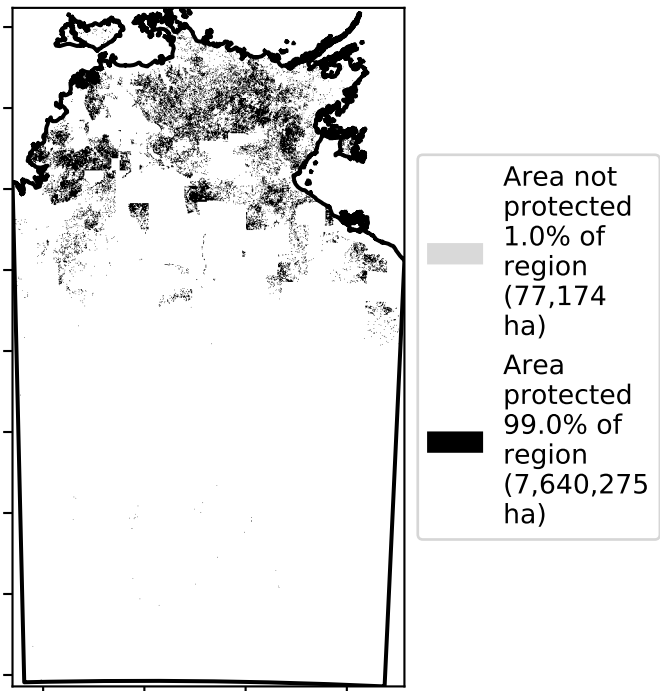 Area not
protected
1.0% of
region
(77,174
ha)
Area
protected
99.0% of
region
(7,640,275
ha)